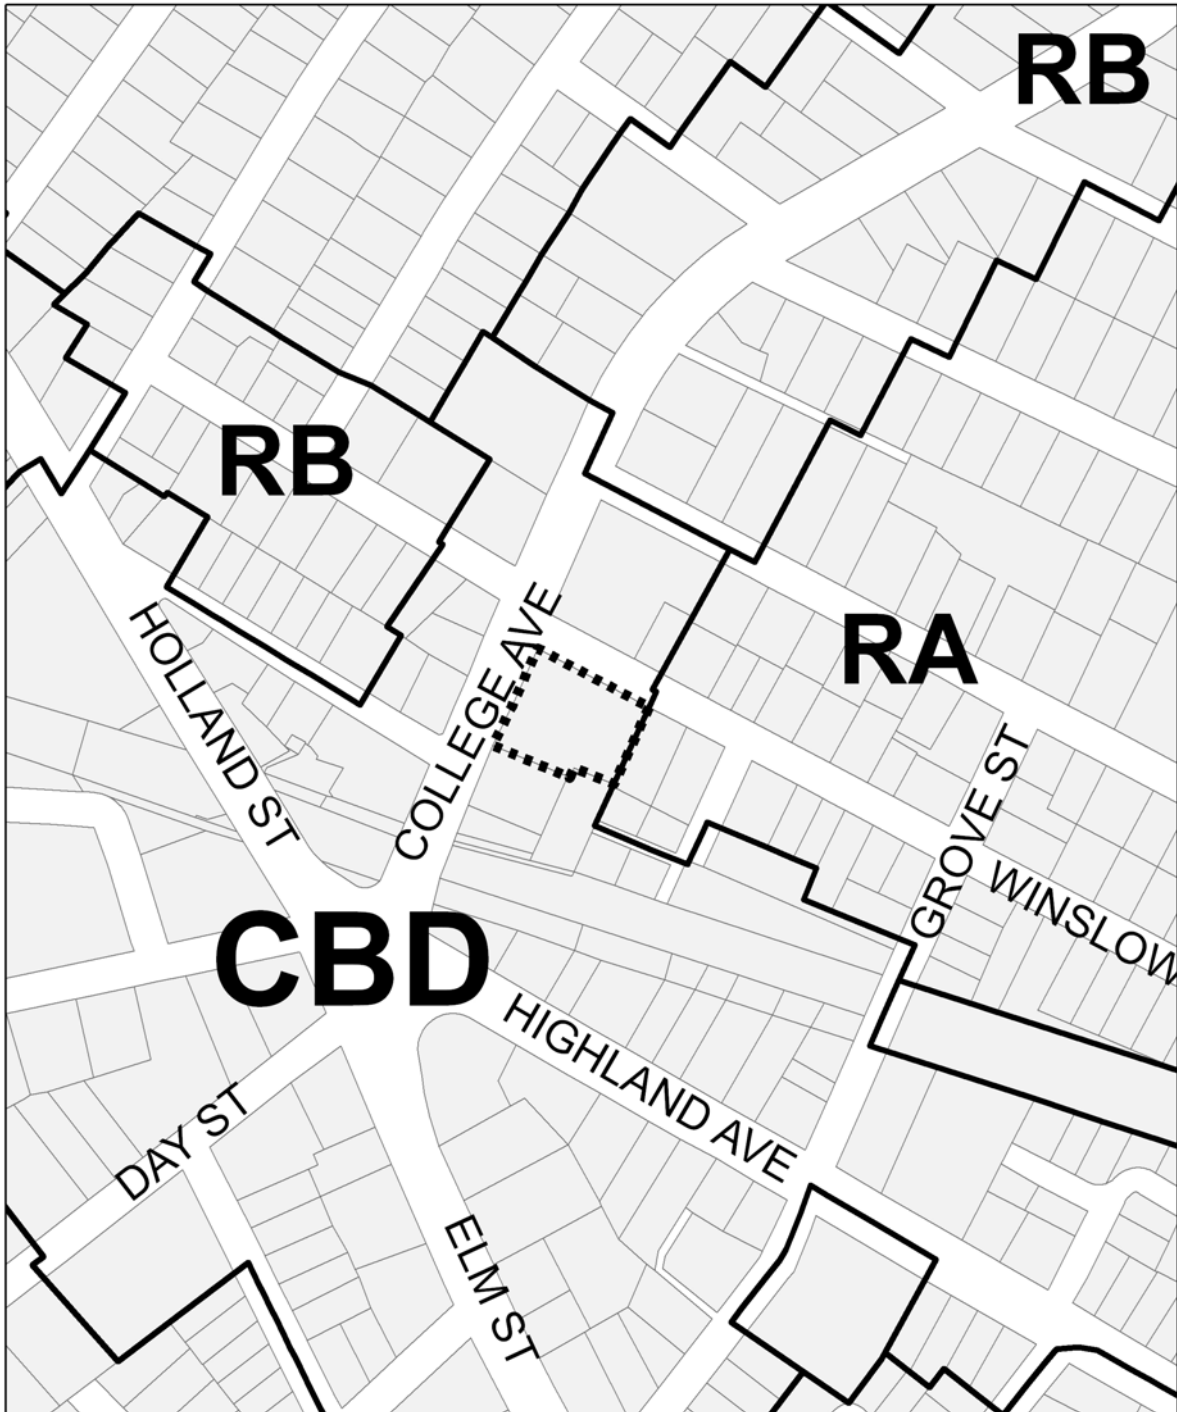 RB
RB
COLLEGE AVE
RA
HOLLAND ST
GROVE ST
WINSLOW
CBD
HIGHLAND AVE
DAY ST
ELM ST